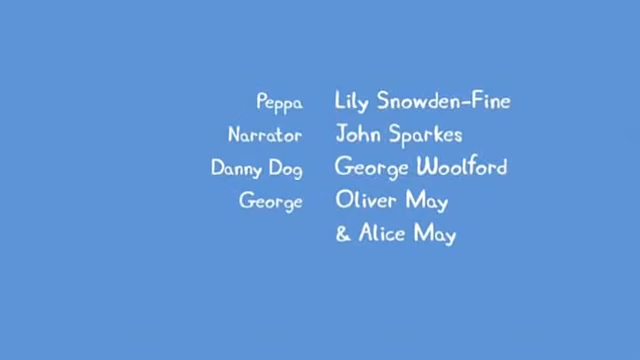 Peppa Lily Snowden-Fine
Narrator John Sparkes
Danny Dog George Woolford
George Oliver May
& Alice May